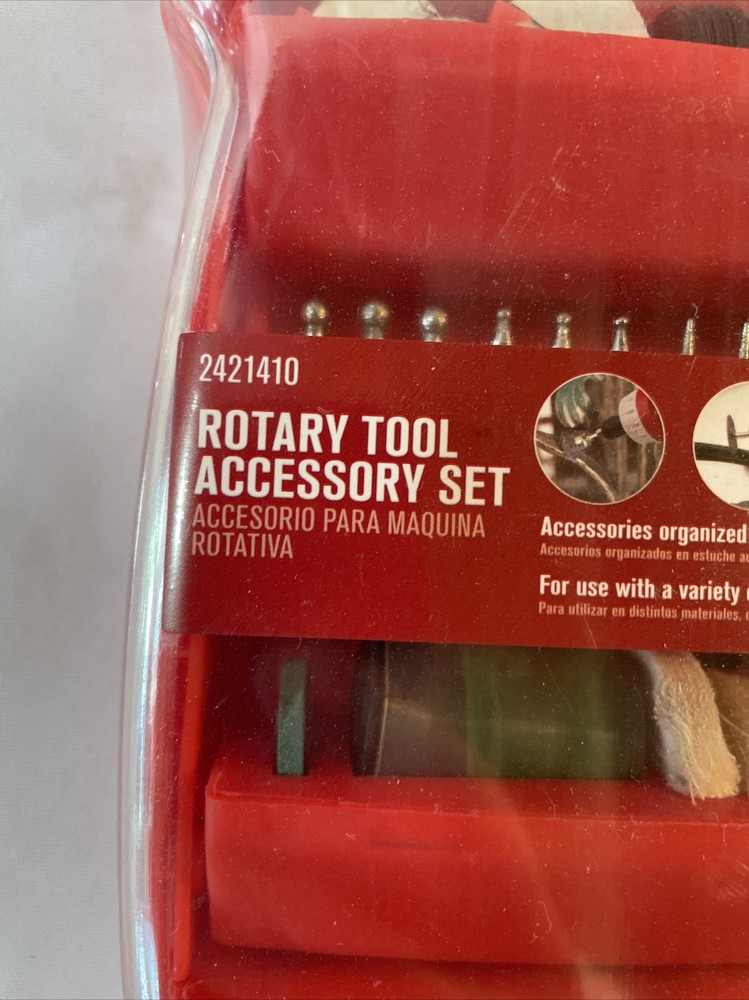 2421410
ROTARY TOOL
ACCESSORY SET
ACCESORIO PARA MAQUINA
ROTATIVA
Accessories organized
Accesorios organizados en estuche
For use with a variety
Para utilizar en distintos materiales,